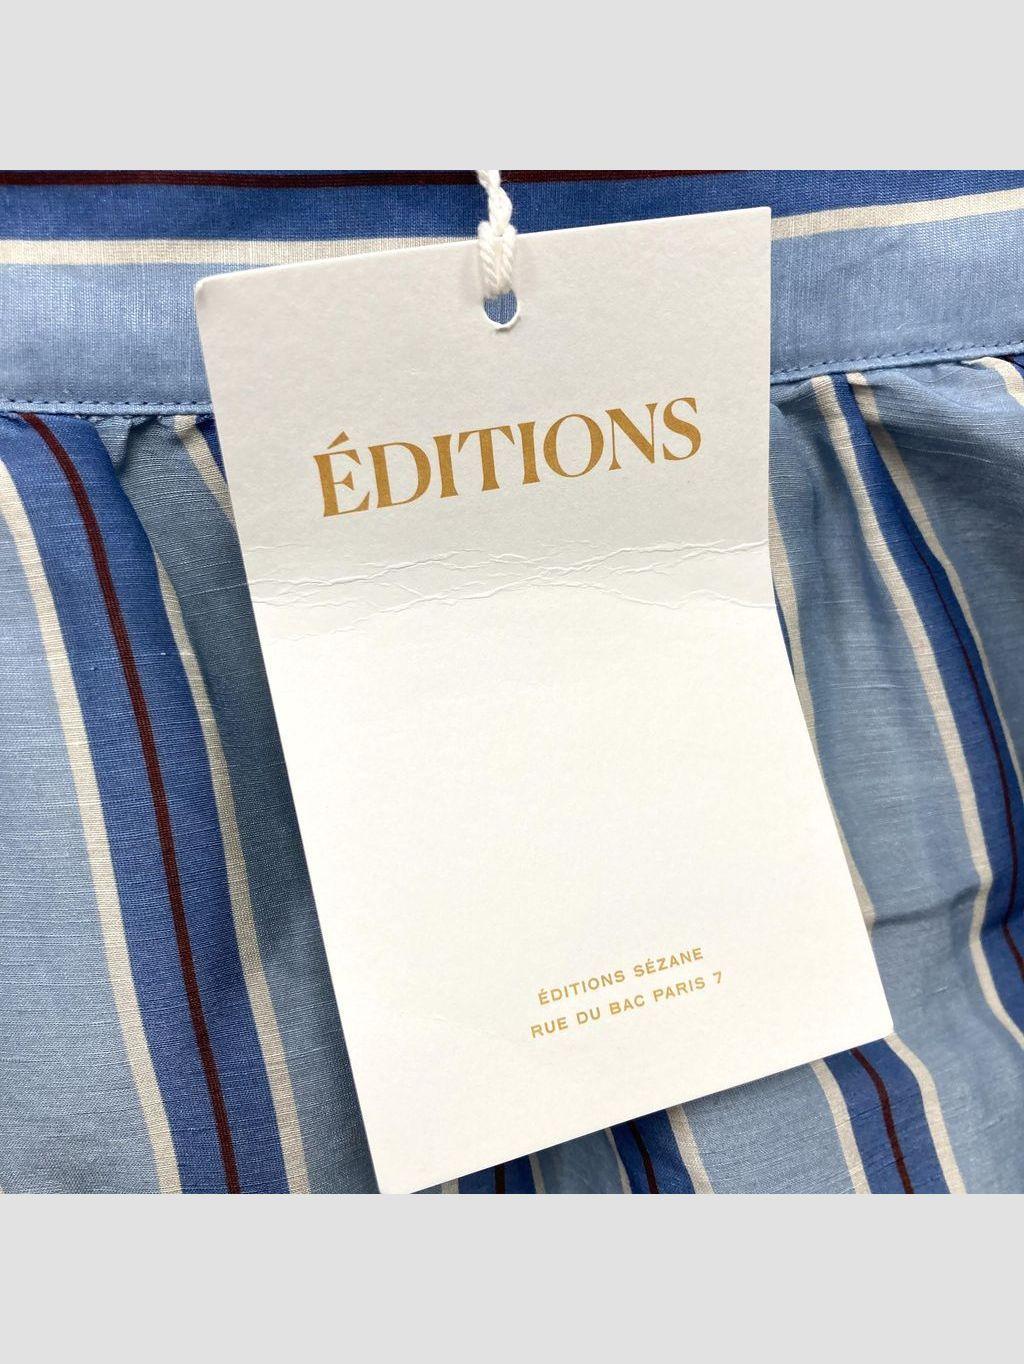 ÉDITIONS
ÉDITIONS SÉZANE
RUE DU BAC PARIS 7